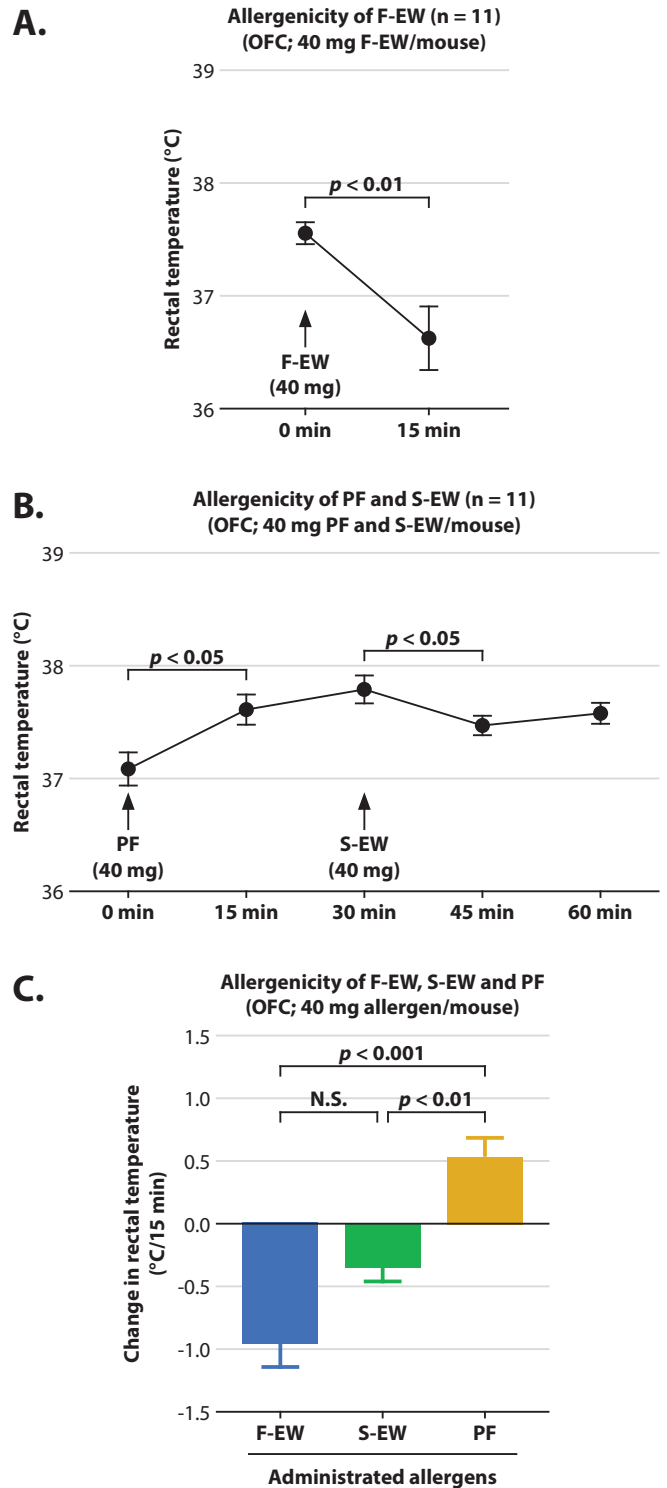 A.
Allergenicity of F-EW (n = 11)
(OFC; 40 mg F-EW/mouse)
Rectal temperature (°C)
39
38
37
36
p < 0.01
F-EW
(40 mg)
0 min
15 min
B.
Allergenicity of PF and S-EW (n = 11)
(OFC; 40 mg PF and S-EW/mouse)
Rectal temperature (°C)
39
38
37
36
p < 0.05
p < 0.05
PF
(40 mg)
S-EW
(40 mg)
0 min
15 min
30 min
45 min
60 min
C.
Allergenicity of F-EW, S-EW and PF
(OFC; 40 mg allergen/mouse)
Change in rectal temperature
(°C/15 min)
1.5
1.0
0.5
0.0
-0.5
-1.0
-1.5
p < 0.001
N.S.
p < 0.01
F-EW
S-EW
PF
Administrated allergens